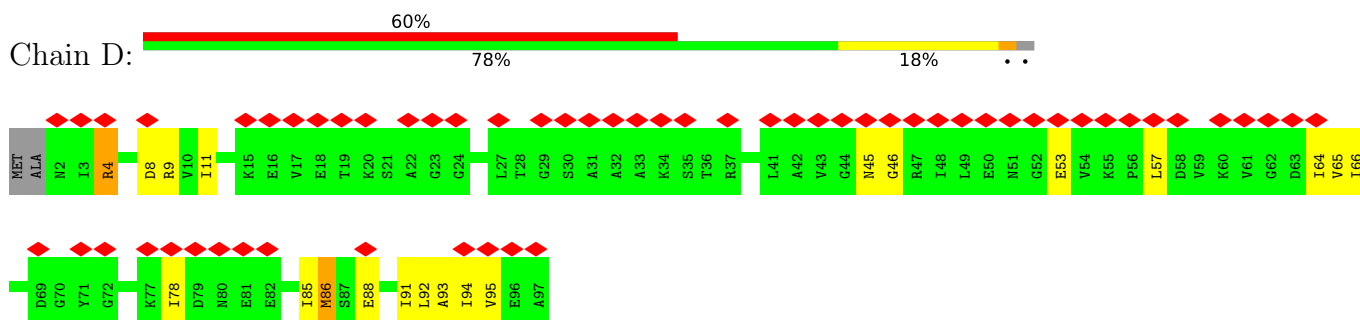 60%
Chain D:
78% 18% • •
MET ALA N2 I3 R4 D8 R9 V10 I11 K15 E16 V17 E18 T19 K20 S21 A22 G23 G24 L27 T28 G29 S30 A31 A32 A33 K34 S35 T36 R37 L41 A42 V43 G44 N45 G46 R47 I48 L49 E50 N51 G52 E53 V54 K55 P56 L57 D58 V59 K60 V61 G62 D63 I64 V65 I66
D69 G70 Y71 G72 K77 I78 D79 N80 E81 E82 I85 M86 S87 E88 I91 L92 A93 I94 V95 E96 A97